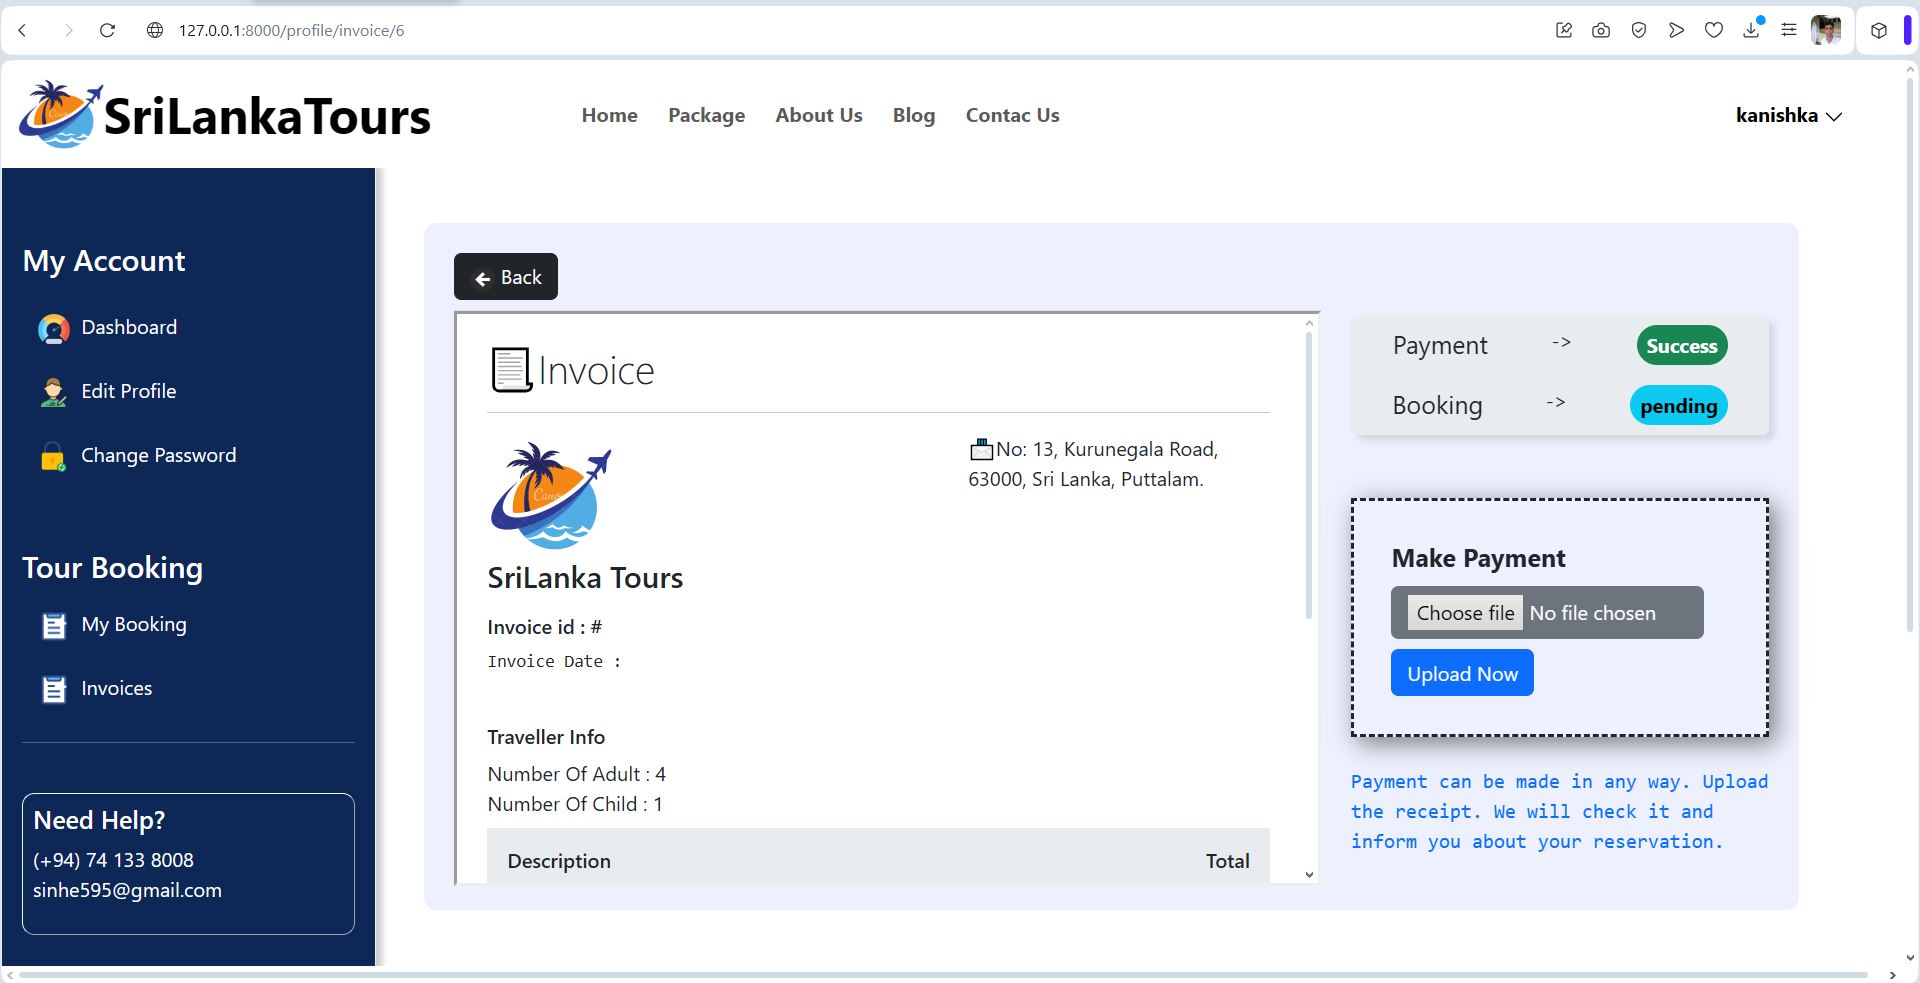 127.0.0.1:8000/profile/invoice/6
SriLankaTours
Home Package About Us Blog Contac Us
kanishka
My Account
Dashboard
Edit Profile
Change Password
Tour Booking
My Booking
Invoices
Need Help?
(+94) 74 133 8008
sinhe595@gmail.com
Back
Invoice
No: 13, Kurunegala Road,
63000, Sri Lanka, Puttalam.
Canva
SriLanka Tours
Invoice id : #
Invoice Date :
Traveller Info
Number Of Adult : 4
Number Of Child : 1
Description Total
Payment -> Success
Booking -> pending
Make Payment
Choose file No file chosen
Upload Now
Payment can be made in any way. Upload
the receipt. We will check it and
inform you about your reservation.